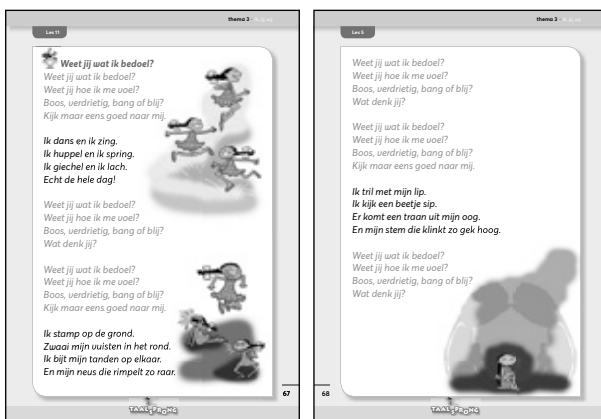 thema 3
Les 11
Weet jij wat ik bedoel?
Weet jij wat ik bedoel?
Weet jij hoe ik me voel?
Boos, verdrietig, bang of blij?
Kijk maar eens goed naar mij.
Ik dans en ik zing.
Ik huppel en ik spring.
Ik giechel en ik lach.
Echt de hele dag!
Weet jij wat ik bedoel?
Weet jij hoe ik me voel?
Boos, verdrietig, bang of blij?
Wat denk jij?
Weet jij wat ik bedoel?
Weet jij hoe ik me voel?
Boos, verdrietig, bang of blij?
Kijk maar eens goed naar mij.
Ik stamp op de grond.
Zwaai mijn vuisten in het rond.
Ik bijt mijn tanden op elkaar.
En mijn neus die rimpelt zo raar.
67
TAALSPRONG
thema 3
Les 5
Weet jij wat ik bedoel?
Weet jij hoe ik me voel?
Boos, verdrietig, bang of blij?
Wat denk jij?
Weet jij wat ik bedoel?
Weet jij hoe ik me voel?
Boos, verdrietig, bang of blij?
Kijk maar eens goed naar mij.
Ik tril met mijn lip.
Ik kijk een beetje sip.
Er komt een traan uit mijn oog.
En mijn stem die klinkt zo gek hoog.
Weet jij wat ik bedoel?
Weet jij hoe ik me voel?
Boos, verdrietig, bang of blij?
Wat denk jij?
68
TAALSPRONG